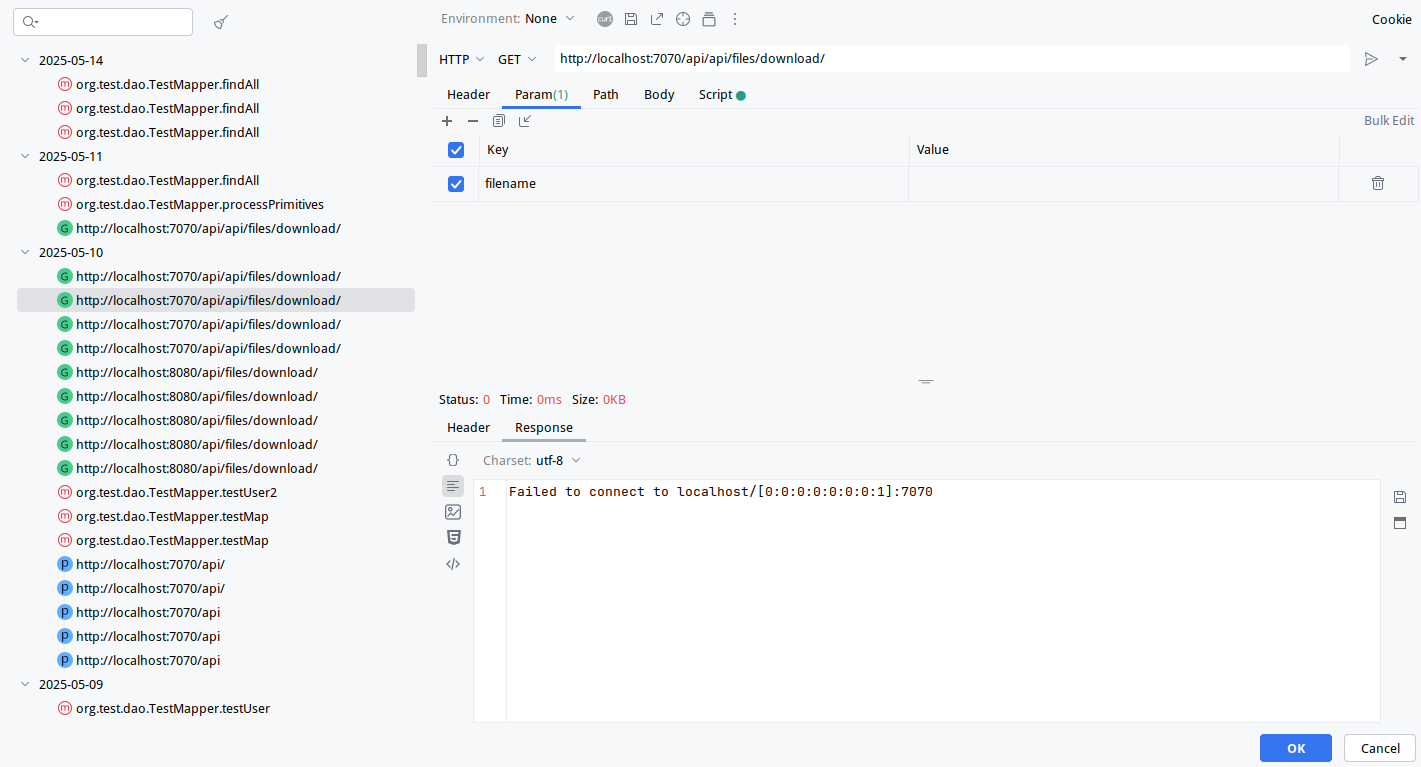 Environment: None
curl
Cookie
2025-05-14
m org.test.dao.TestMapper.findAll
m org.test.dao.TestMapper.findAll
m org.test.dao.TestMapper.findAll
2025-05-11
m org.test.dao.TestMapper.findAll
m org.test.dao.TestMapper.processPrimitives
G http://localhost:7070/api/api/files/download/
2025-05-10
G http://localhost:7070/api/api/files/download/
G http://localhost:7070/api/api/files/download/
G http://localhost:7070/api/api/files/download/
G http://localhost:7070/api/api/files/download/
G http://localhost:8080/api/files/download/
G http://localhost:8080/api/files/download/
G http://localhost:8080/api/files/download/
G http://localhost:8080/api/files/download/
G http://localhost:8080/api/files/download/
m org.test.dao.TestMapper.testUser2
m org.test.dao.TestMapper.testMap
m org.test.dao.TestMapper.testMap
p http://localhost:7070/api/
p http://localhost:7070/api/
p http://localhost:7070/api
p http://localhost:7070/api
p http://localhost:7070/api
2025-05-09
m org.test.dao.TestMapper.testUser
HTTP GET http://localhost:7070/api/api/files/download/
Header Param(1) Path Body Script
Bulk Edit
Key Value
filename
Status: 0 Time: 0ms Size: 0KB
Header Response
{} Charset: utf-8
1 Failed to connect to localhost/[0:0:0:0:0:0:0:1]:7070
OK Cancel